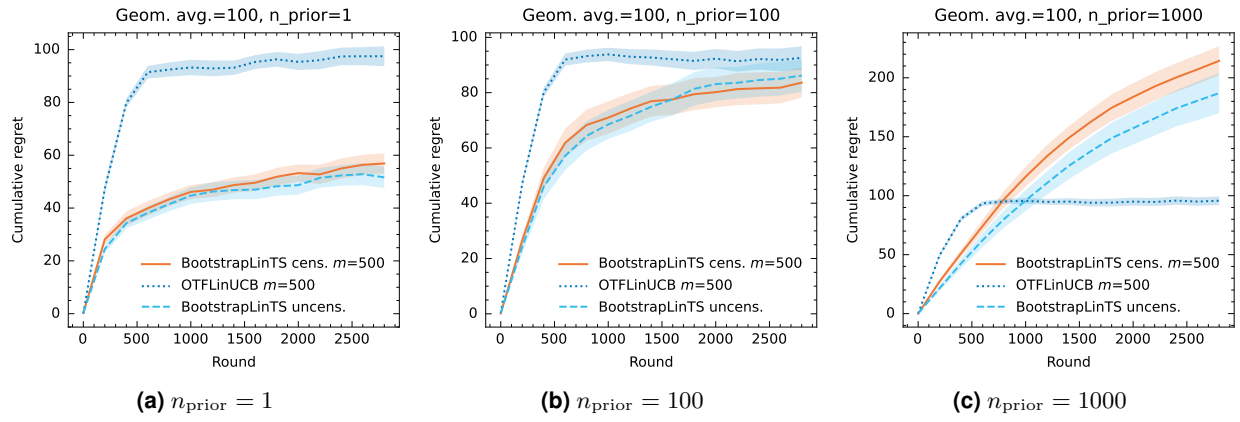 Geom. avg.=100, n_prior=1
Cumulative regret
100
80
60
40
20
0
BootstrapLinTS cens. m=500
OTFLinUCB m=500
BootstrapLinTS uncens.
0 500 1000 1500 2000 2500
Round
(a) n_prior = 1
Geom. avg.=100, n_prior=100
Cumulative regret
100
80
60
40
20
0
BootstrapLinTS cens. m=500
OTFLinUCB m=500
BootstrapLinTS uncens.
0 500 1000 1500 2000 2500
Round
(b) n_prior = 100
Geom. avg.=100, n_prior=1000
Cumulative regret
200
150
100
50
0
BootstrapLinTS cens. m=500
OTFLinUCB m=500
BootstrapLinTS uncens.
0 500 1000 1500 2000 2500
Round
(c) n_prior = 1000